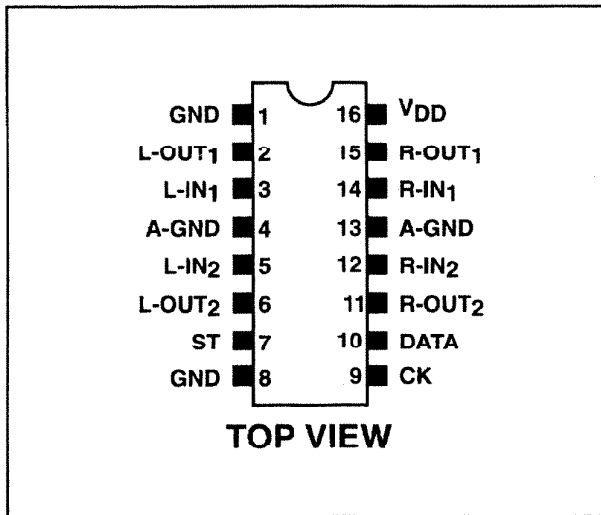 GND 1 16 VDD
L-OUT1 2 15 R-OUT1
L-IN1 3 14 R-IN1
A-GND 4 13 A-GND
L-IN2 5 12 R-IN2
L-OUT2 6 11 R-OUT2
ST 7 10 DATA
GND 8 9 CK
TOP VIEW